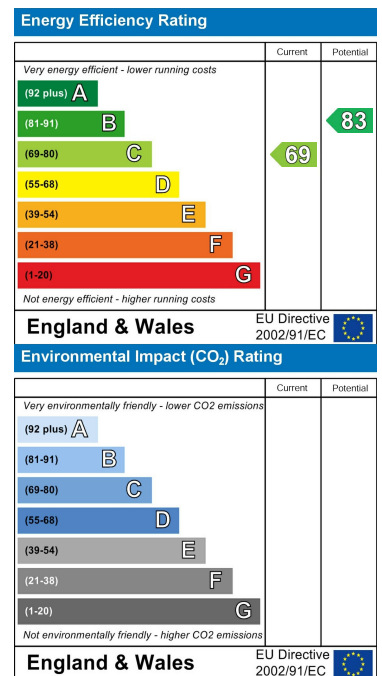 Energy Efficiency Rating
Current Potential
Very energy efficient - lower running costs
(92 plus) A
(81-91) B
83
(69-80) C
69
(55-68) D
(39-54) E
(21-38) F
(1-20) G
Not energy efficient - higher running costs
England & Wales
EU Directive
2002/91/EC
Environmental Impact (CO₂) Rating
Current Potential
Very environmentally friendly - lower CO2 emissions
(92 plus) A
(81-91) B
(69-80) C
(55-68) D
(39-54) E
(21-38) F
(1-20) G
Not environmentally friendly - higher CO2 emissions
England & Wales
EU Directive
2002/91/EC